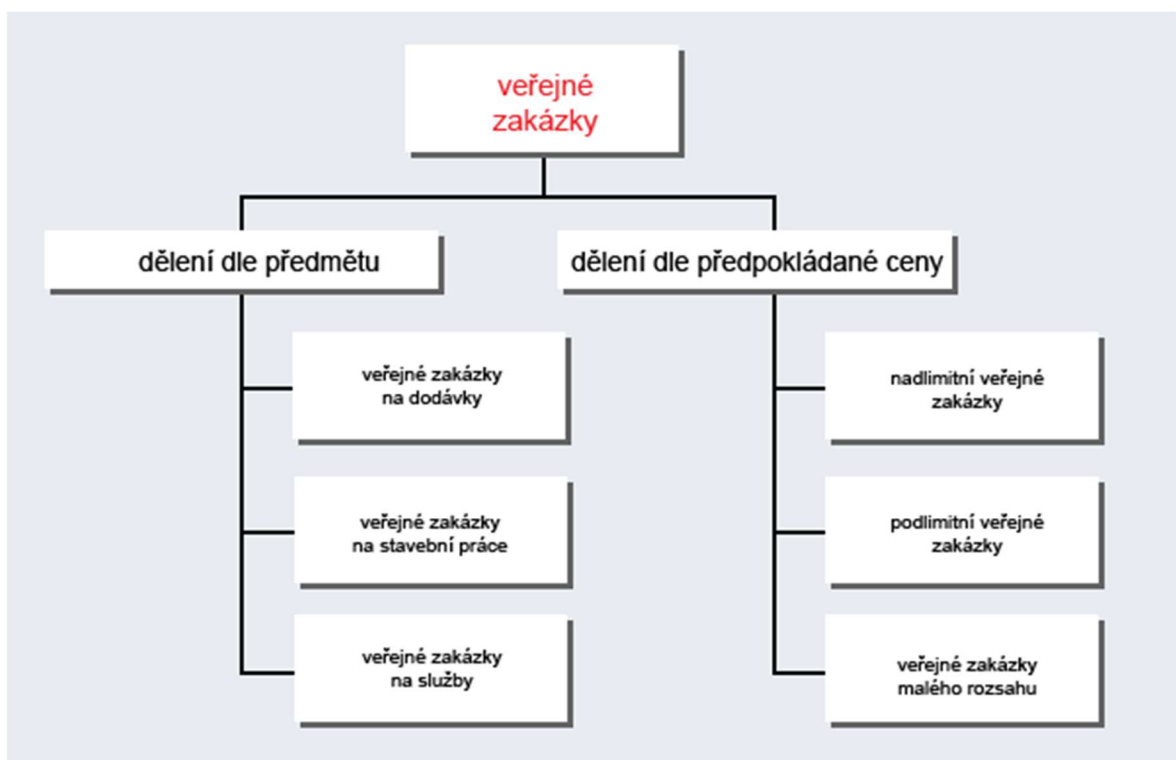 veřejné
zakázky
dělení dle předmětu
dělení dle předpokládané ceny
veřejné zakázky
na dodávky
veřejné zakázky
na stavební práce
veřejné zakázky
na služby
nadlimitní veřejné
zakázky
podlimitní veřejné
zakázky
veřejné zakázky
malého rozsahu